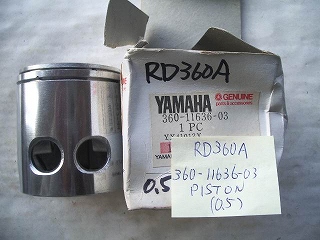 RD360A
YAMAHA
GENUINE
parts & accessories
360-11636-03
1 PC
YAMAHA
0.5
RD360A
360-11636-03
PISTON
(0.5)